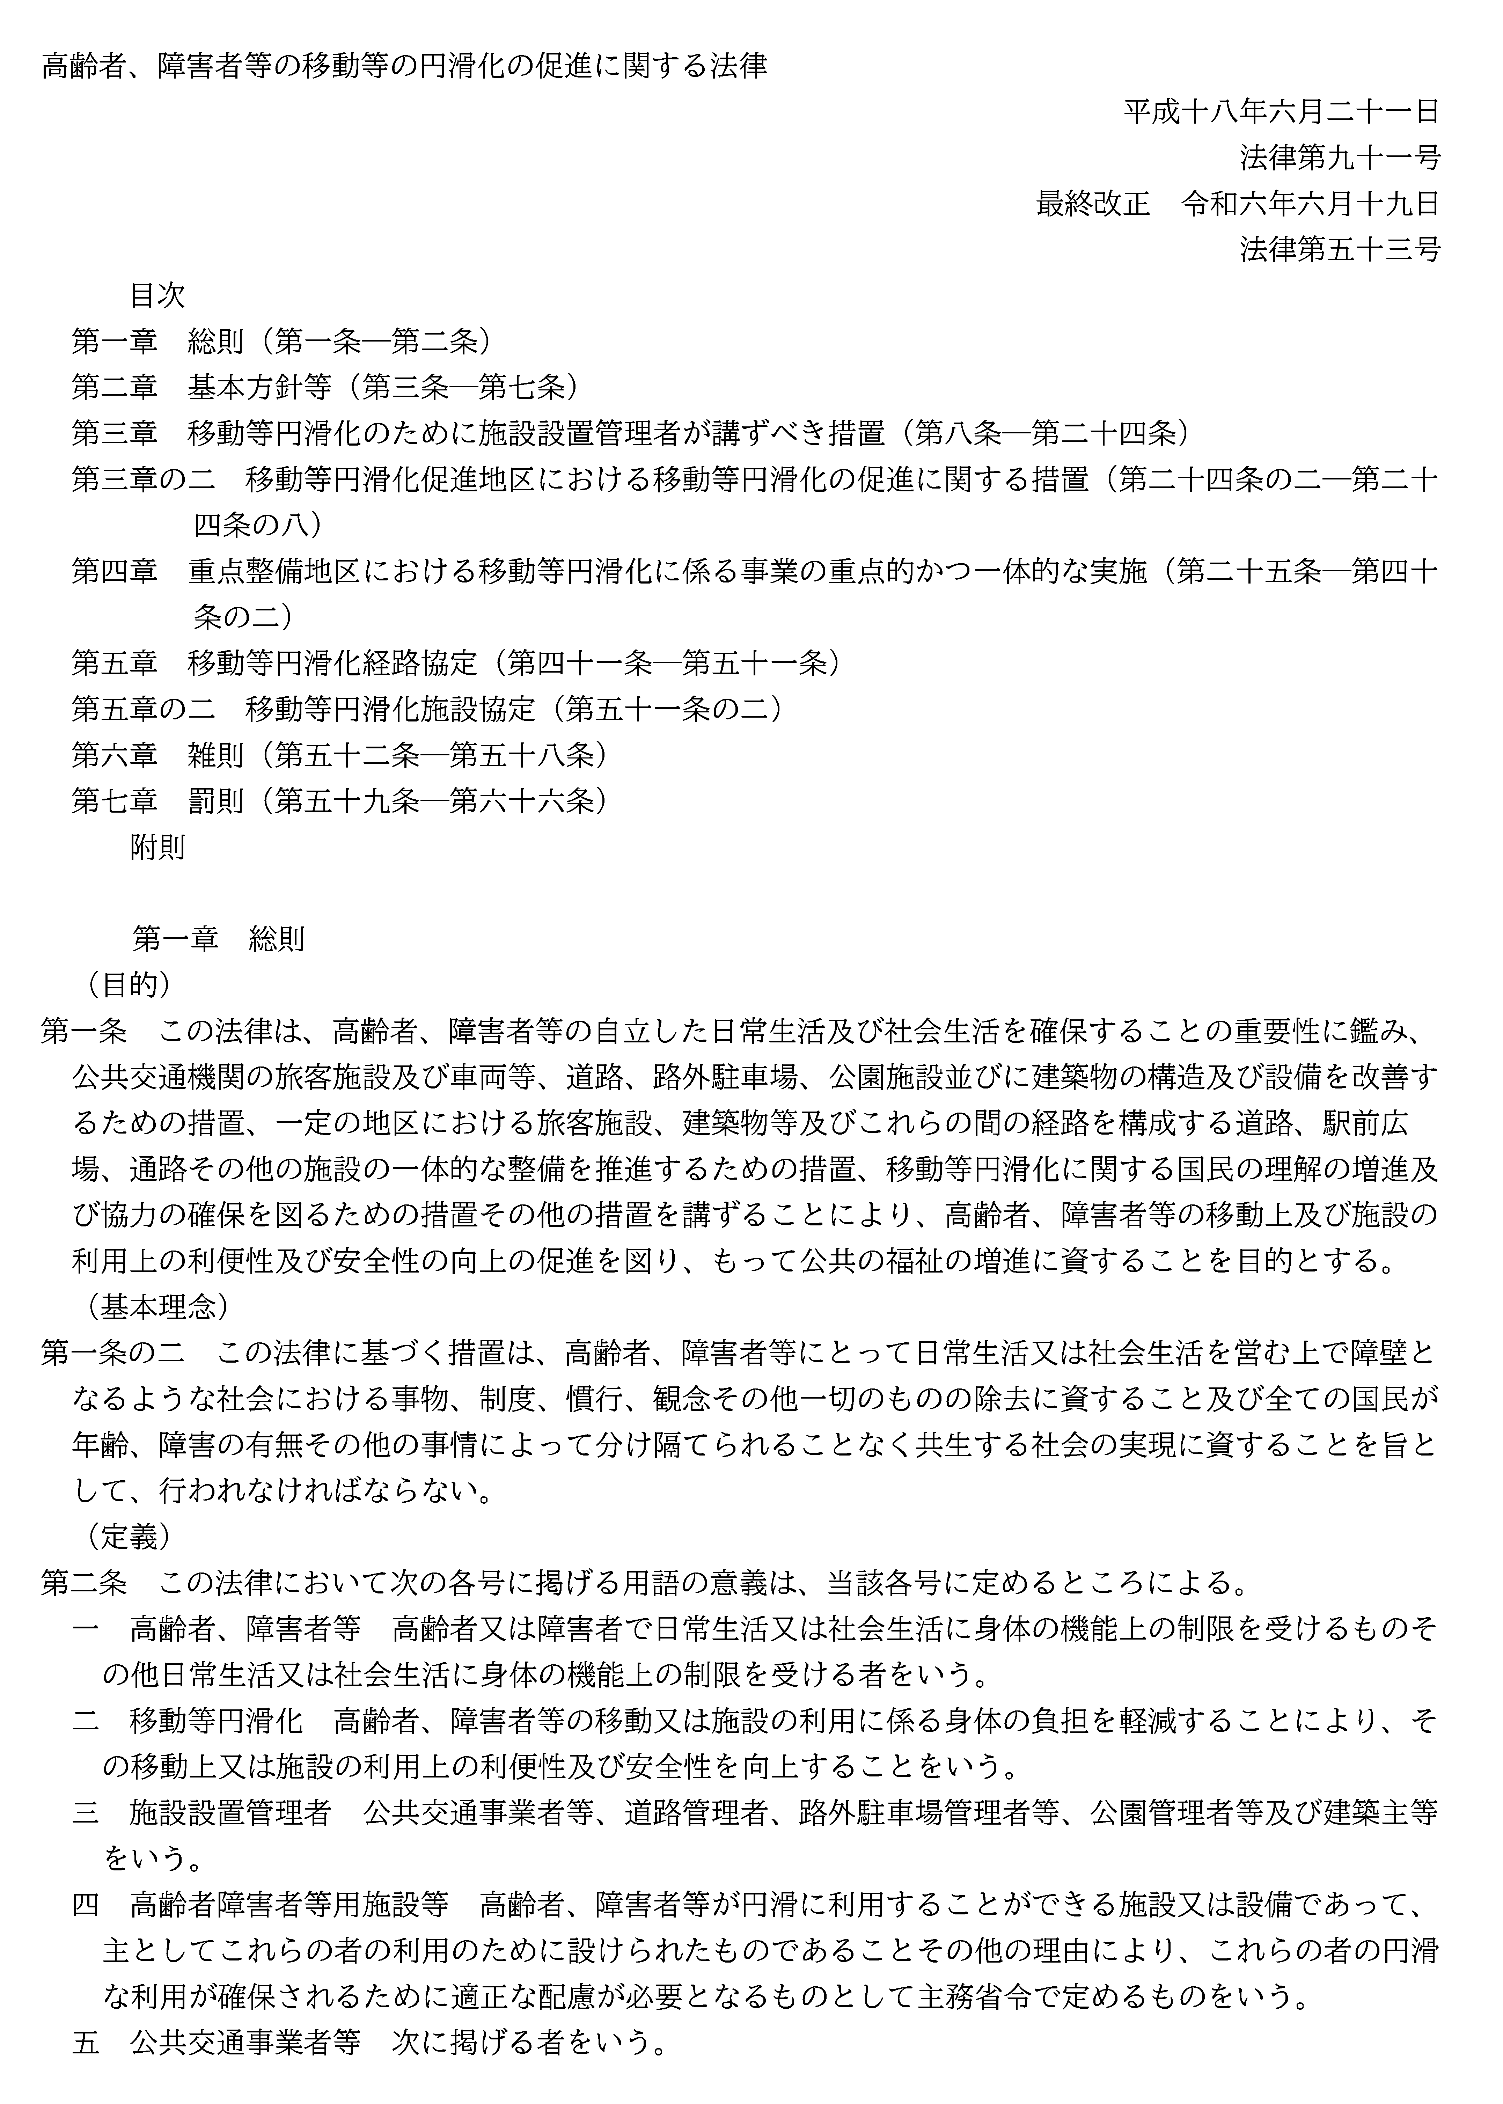 高齢者、障害者等の移動等の円滑化の促進に関する法律
平成十八年六月二十一日
法律第九十一号
最終改正　令和六年六月十九日
法律第五十三号
目次
第一章　総則（第一条―第二条）
第二章　基本方針等（第三条―第七条）
第三章　移動等円滑化のために施設設置管理者が講ずべき措置（第八条―第二十四条）
第三章の二　移動等円滑化促進地区における移動等円滑化の促進に関する措置（第二十四条の二―第二十
四条の八）
第四章　重点整備地区における移動等円滑化に係る事業の重点的かつ一体的な実施（第二十五条―第四十
条の二）
第五章　移動等円滑化経路協定（第四十一条―第五十一条）
第五章の二　移動等円滑化施設協定（第五十一条の二）
第六章　雑則（第五十二条―第五十八条）
第七章　罰則（第五十九条―第六十六条）
附則
第一章　総則
（目的）
第一条　この法律は、高齢者、障害者等の自立した日常生活及び社会生活を確保することの重要性に鑑み、
公共交通機関の旅客施設及び車両等、道路、路外駐車場、公園施設並びに建築物の構造及び設備を改善す
るための措置、一定の地区における旅客施設、建築物等及びこれらの間の経路を構成する道路、駅前広
場、通路その他の施設の一体的な整備を推進するための措置、移動等円滑化に関する国民の理解の増進及
び協力の確保を図るための措置その他の措置を講ずることにより、高齢者、障害者等の移動上及び施設の
利用上の利便性及び安全性の向上の促進を図り、もって公共の福祉の増進に資することを目的とする。
（基本理念）
第一条の二　この法律に基づく措置は、高齢者、障害者等にとって日常生活又は社会生活を営む上で障壁と
なるような社会における事物、制度、慣行、観念その他一切のものの除去に資すること及び全ての国民が
年齢、障害の有無その他の事情によって分け隔てられることなく共生する社会の実現に資することを旨と
して、行われなければならない。
（定義）
第二条　この法律において次の各号に掲げる用語の意義は、当該各号に定めるところによる。
一　高齢者、障害者等　高齢者又は障害者で日常生活又は社会生活に身体の機能上の制限を受けるものそ
の他日常生活又は社会生活に身体の機能上の制限を受ける者をいう。
二　移動等円滑化　高齢者、障害者等の移動又は施設の利用に係る身体の負担を軽減することにより、そ
の移動上又は施設の利用上の利便性及び安全性を向上することをいう。
三　施設設置管理者　公共交通事業者等、道路管理者、路外駐車場管理者等、公園管理者等及び建築主等
をいう。
四　高齢者障害者等用施設等　高齢者、障害者等が円滑に利用することができる施設又は設備であって、
主としてこれらの者の利用のために設けられたものであることその他の理由により、これらの者の円滑
な利用が確保されるために適正な配慮が必要となるものとして主務省令で定めるものをいう。
五　公共交通事業者等　次に掲げる者をいう。